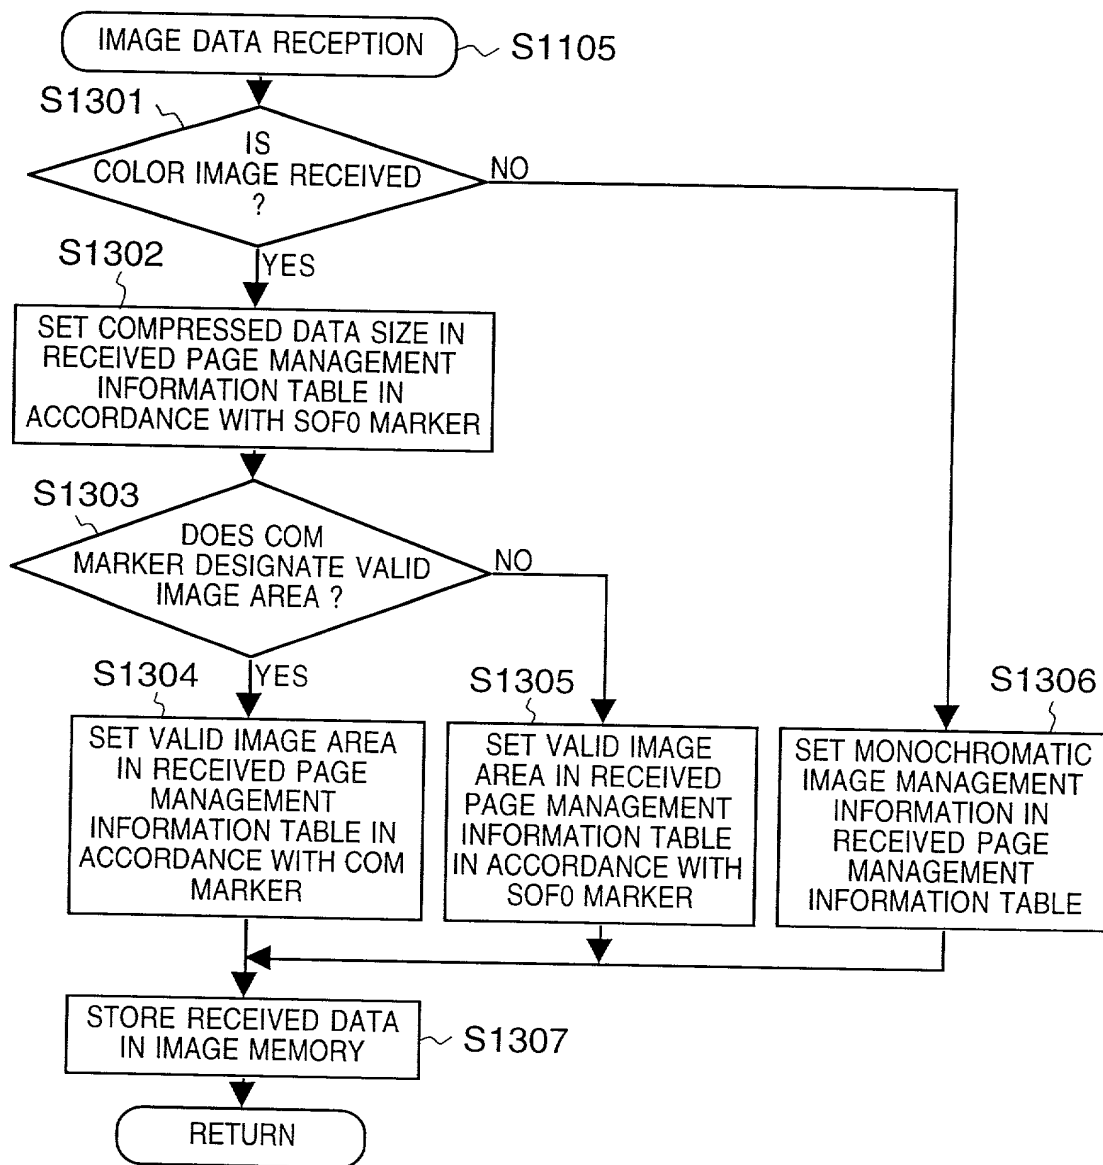 IMAGE DATA RECEPTION
S1105
S1301
IS
COLOR IMAGE RECEIVED
?
NO
S1302
YES
SET COMPRESSED DATA SIZE IN
RECEIVED PAGE MANAGEMENT
INFORMATION TABLE IN
ACCORDANCE WITH SOF0 MARKER
S1303
DOES COM
MARKER DESIGNATE VALID
IMAGE AREA ?
NO
YES
S1304
SET VALID IMAGE AREA
IN RECEIVED PAGE
MANAGEMENT
INFORMATION TABLE IN
ACCORDANCE WITH COM
MARKER
S1305
SET VALID IMAGE
AREA IN RECEIVED
PAGE MANAGEMENT
INFORMATION TABLE
IN ACCORDANCE WITH
SOF0 MARKER
S1306
SET MONOCHROMATIC
IMAGE MANAGEMENT
INFORMATION IN
RECEIVED PAGE
MANAGEMENT
INFORMATION TABLE
STORE RECEIVED DATA
IN IMAGE MEMORY
S1307
RETURN